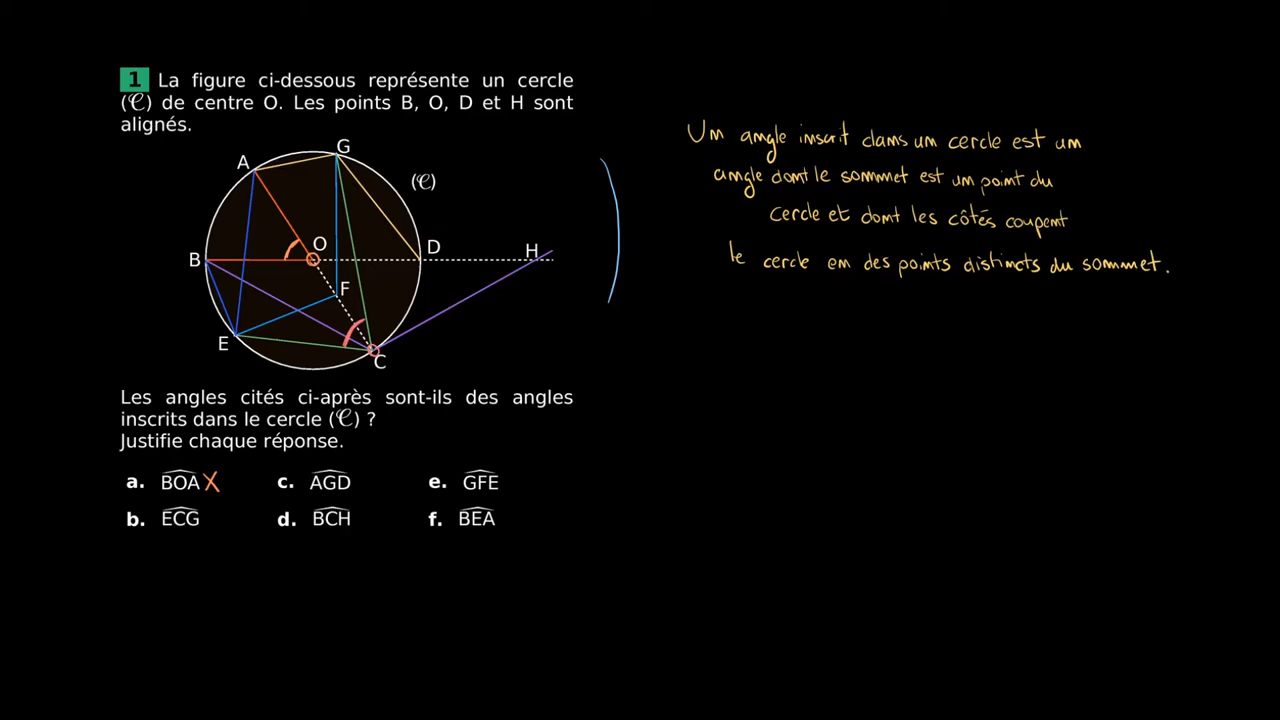 1 La figure ci-dessous représente un cercle
(C) de centre O. Les points B, O, D et H sont
alignés.
G
A
(C)
O
D
H
B
F
E
C
Les angles cités ci-après sont-ils des angles
inscrits dans le cercle (C) ?
Justifie chaque réponse.
a. BOA X c. AGD e. GFE
b. ECG d. BCH f. BEA
Un angle inscrit dans un cercle est un
angle dont le sommet est un point du
cercle et dont les côtés coupent
le cercle en des points distincts du sommet.